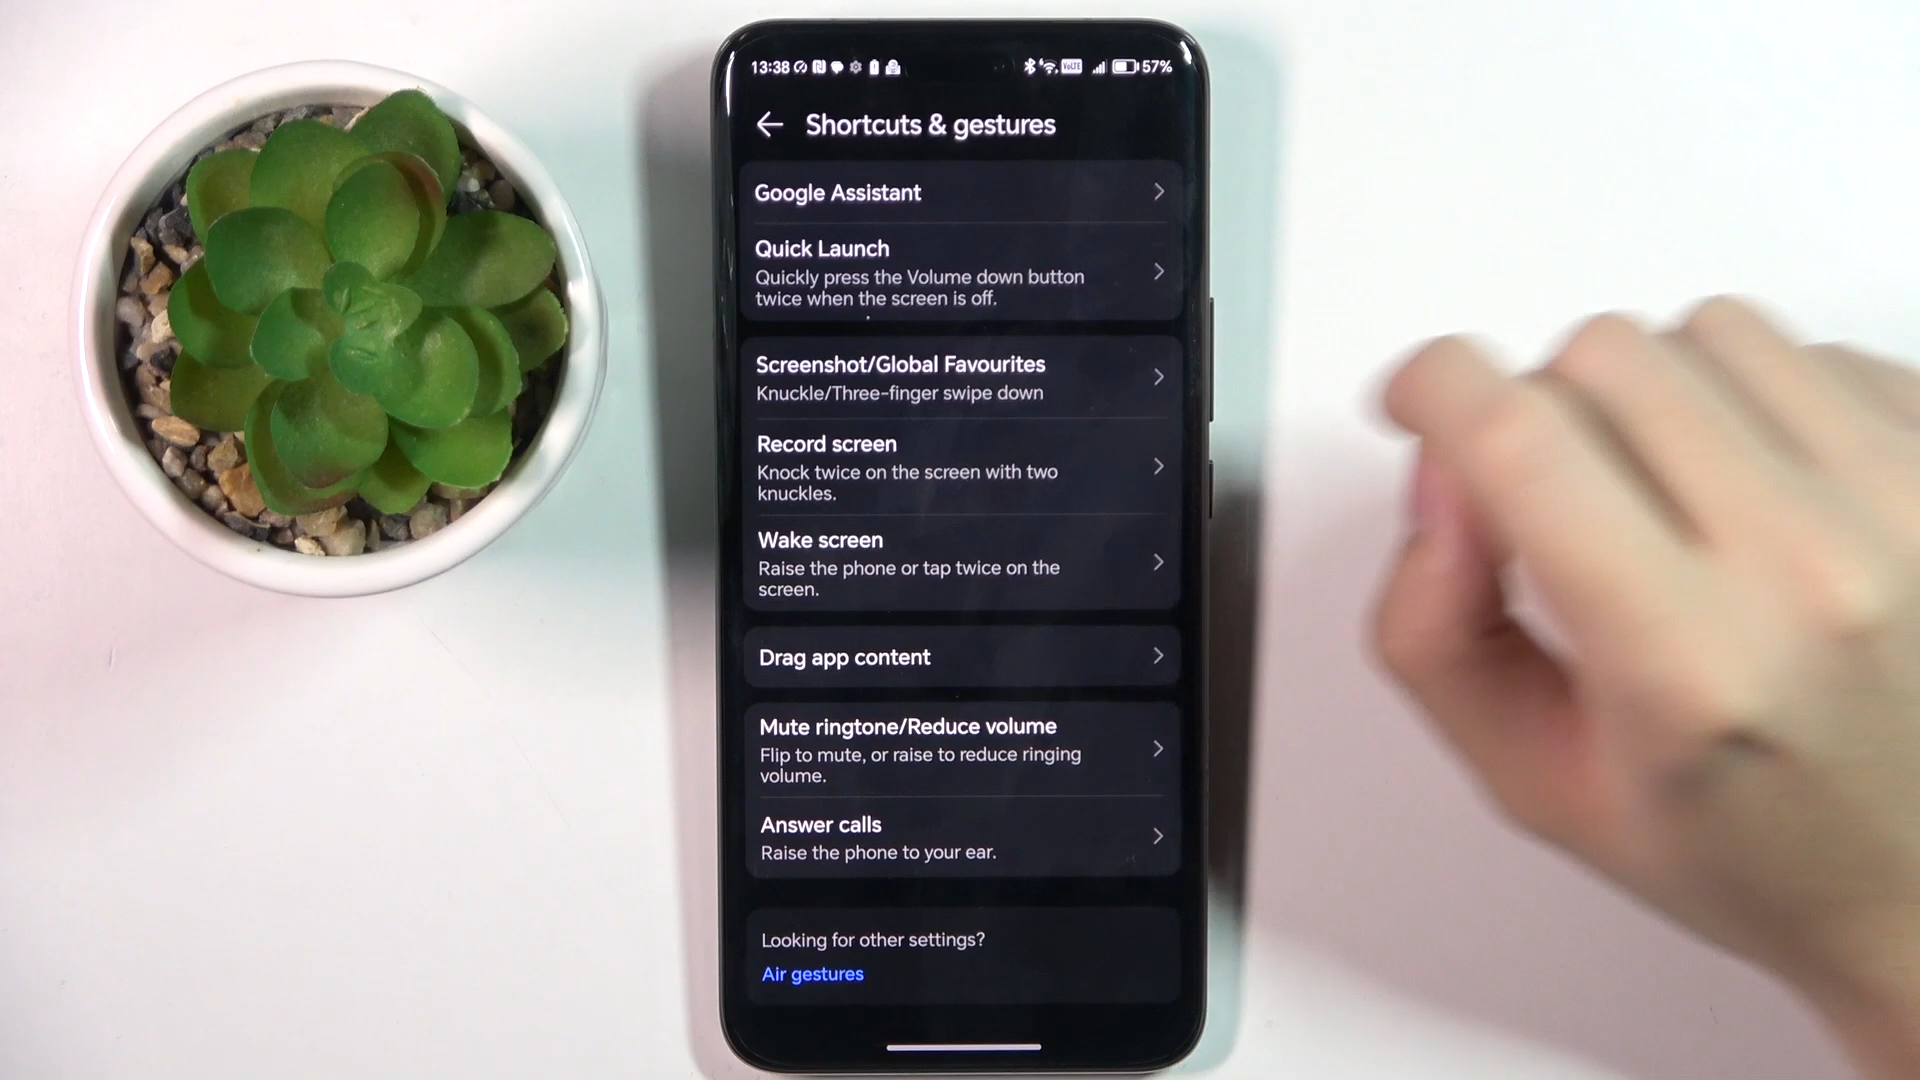 13:38
VoLTE
57%
Shortcuts & gestures
Google Assistant
Quick Launch
Quickly press the Volume down button
twice when the screen is off.
Screenshot/Global Favourites
Knuckle/Three-finger swipe down
Record screen
Knock twice on the screen with two
knuckles.
Wake screen
Raise the phone or tap twice on the
screen.
Drag app content
Mute ringtone/Reduce volume
Flip to mute, or raise to reduce ringing
volume.
Answer calls
Raise the phone to your ear.
Looking for other settings?
Air gestures